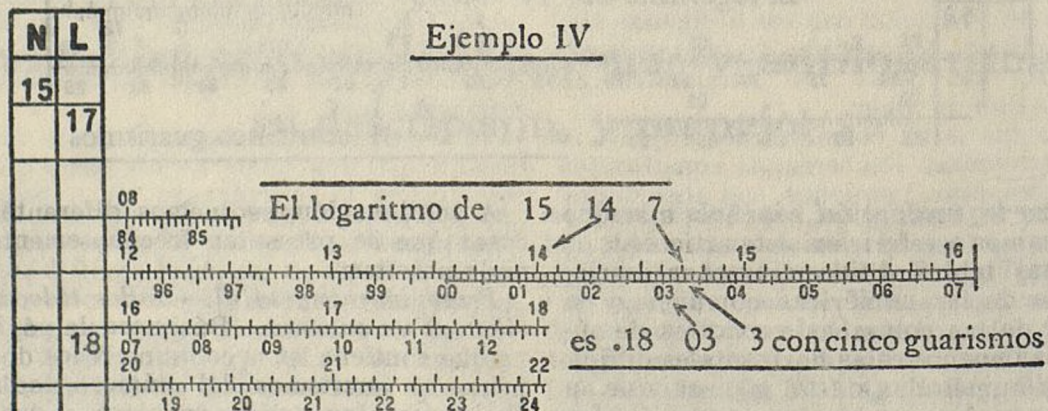 N L Ejemplo IV
15
17
08
El logaritmo de 15 14 7
84 85
12 13 14 15 16
96 97 98 99 00 01 02 03 04 05 06 07
16 17 18
18 07 08 09 10 11 12
es .18 03 3 con cinco guarismos
20 21 22
19 20 21 22 23 24